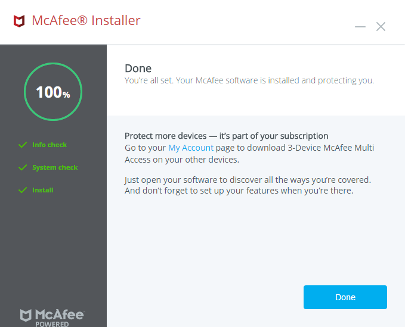 McAfee® Installer
100%
Info check
System check
Install
McAfee
POWERED
Done
You're all set. Your McAfee software is installed and protecting you.
Protect more devices — it's part of your subscription
Go to your My Account page to download 3-Device McAfee Multi
Access on your other devices.
Just open your software to discover all the ways you're covered.
And don't forget to set up your features when you're there.
Done